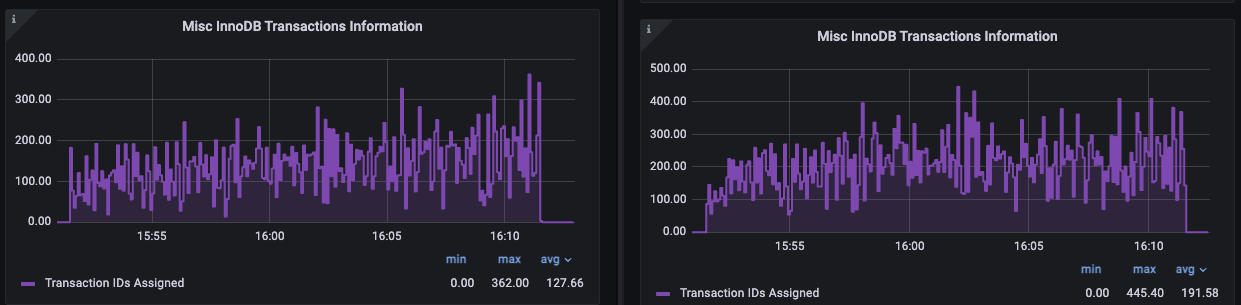 i
Misc InnoDB Transactions Information
400.00
300.00
200.00
100.00
0.00
15:55 16:00 16:05 16:10
min max avg
Transaction IDs Assigned 0.00 362.00 127.66
i
Misc InnoDB Transactions Information
500.00
400.00
300.00
200.00
100.00
0.00
15:55 16:00 16:05 16:10
min max avg
Transaction IDs Assigned 0.00 445.40 191.58